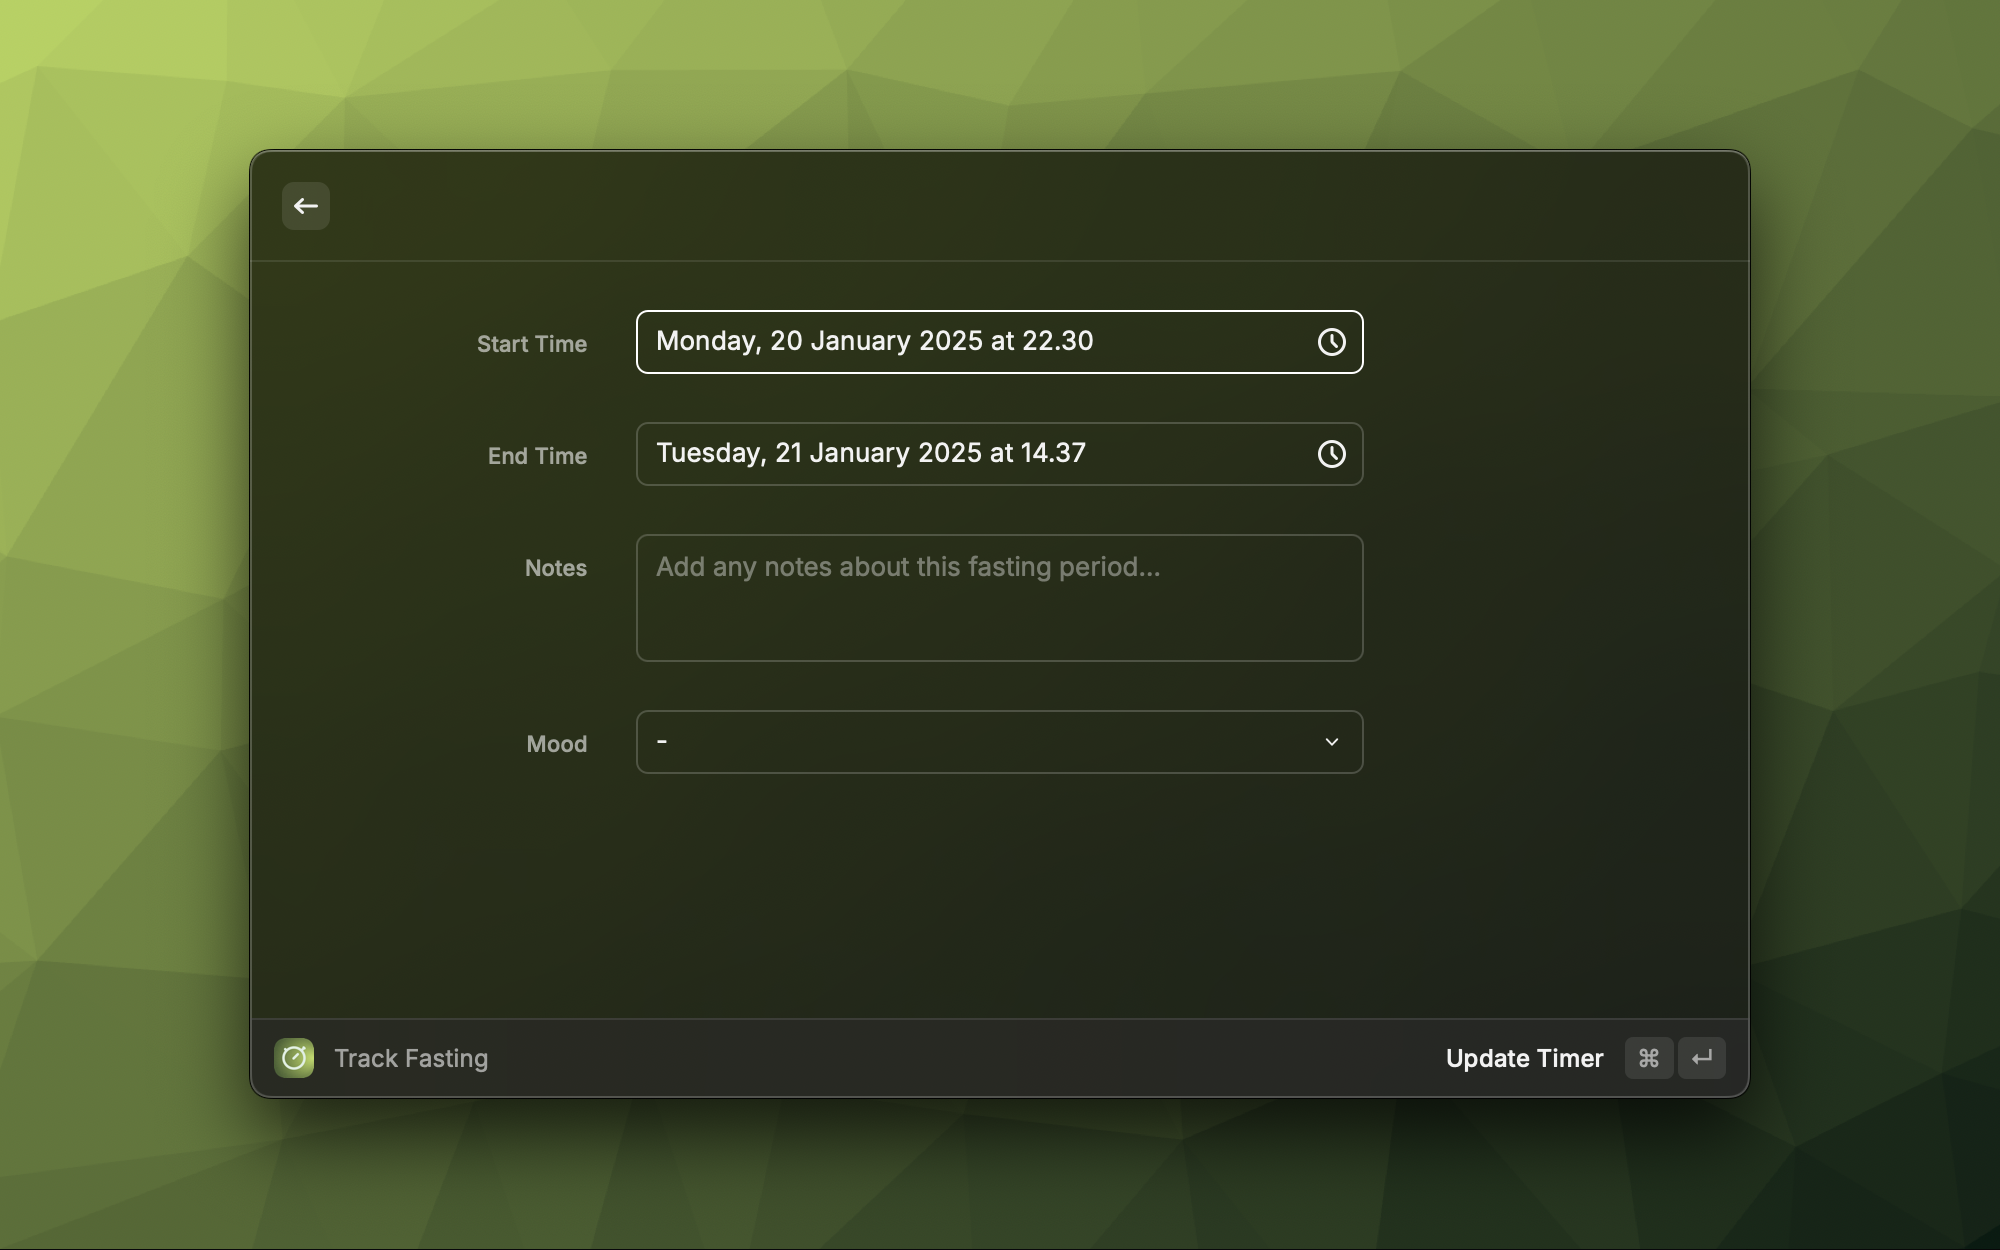 Start Time
Monday, 20 January 2025 at 22.30
End Time
Tuesday, 21 January 2025 at 14.37
Notes
Add any notes about this fasting period...
Mood
-
Track Fasting
Update Timer ⌘ ↵